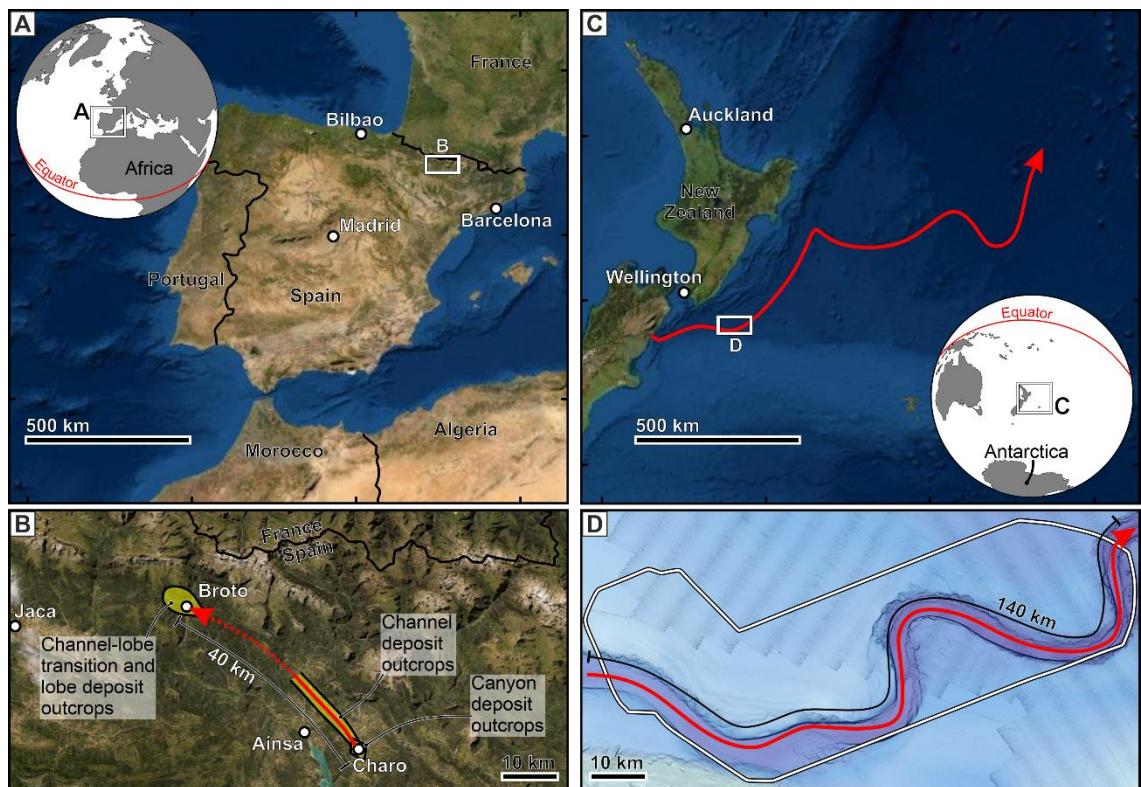 A
France
Bilbao
A
B
Africa
Equator
Barcelona
Madrid
Portugal
Spain
500 km
Algeria
Morocco
C
Auckland
New
Zealand
Wellington
D
Equator
C
500 km
Antarctica
B
France
Spain
Broto
Jaca
Channel-lobe
transition and
lobe deposit
outcrops
40 km
Channel
deposit
outcrops
Canyon
deposit
outcrops
Aínsa
Charo
10 km
D
140 km
10 km